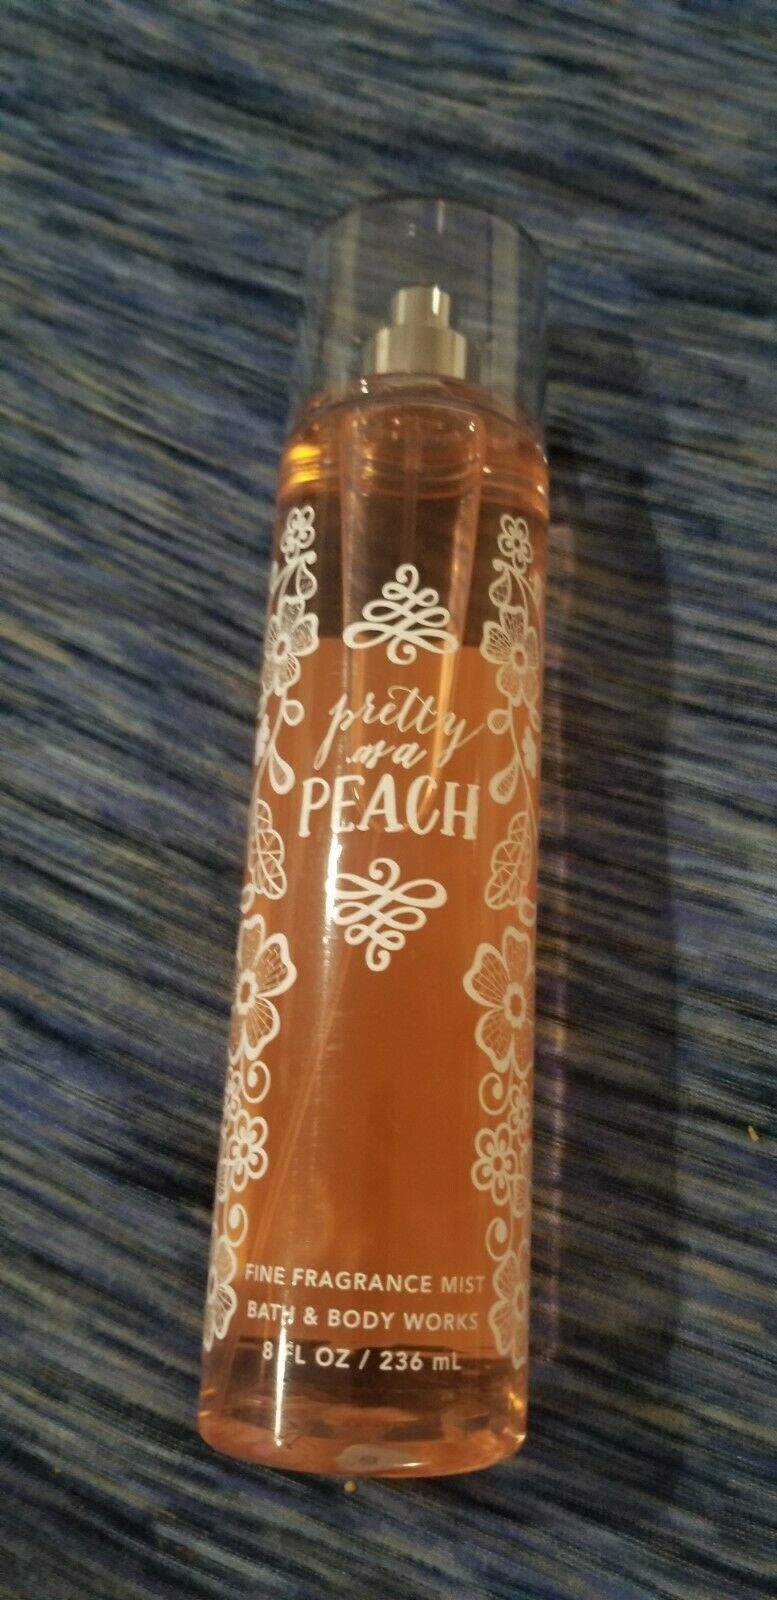 pretty
as a
PEACH
FINE FRAGRANCE MIST
BATH & BODY WORKS
8 FL OZ / 236 mL